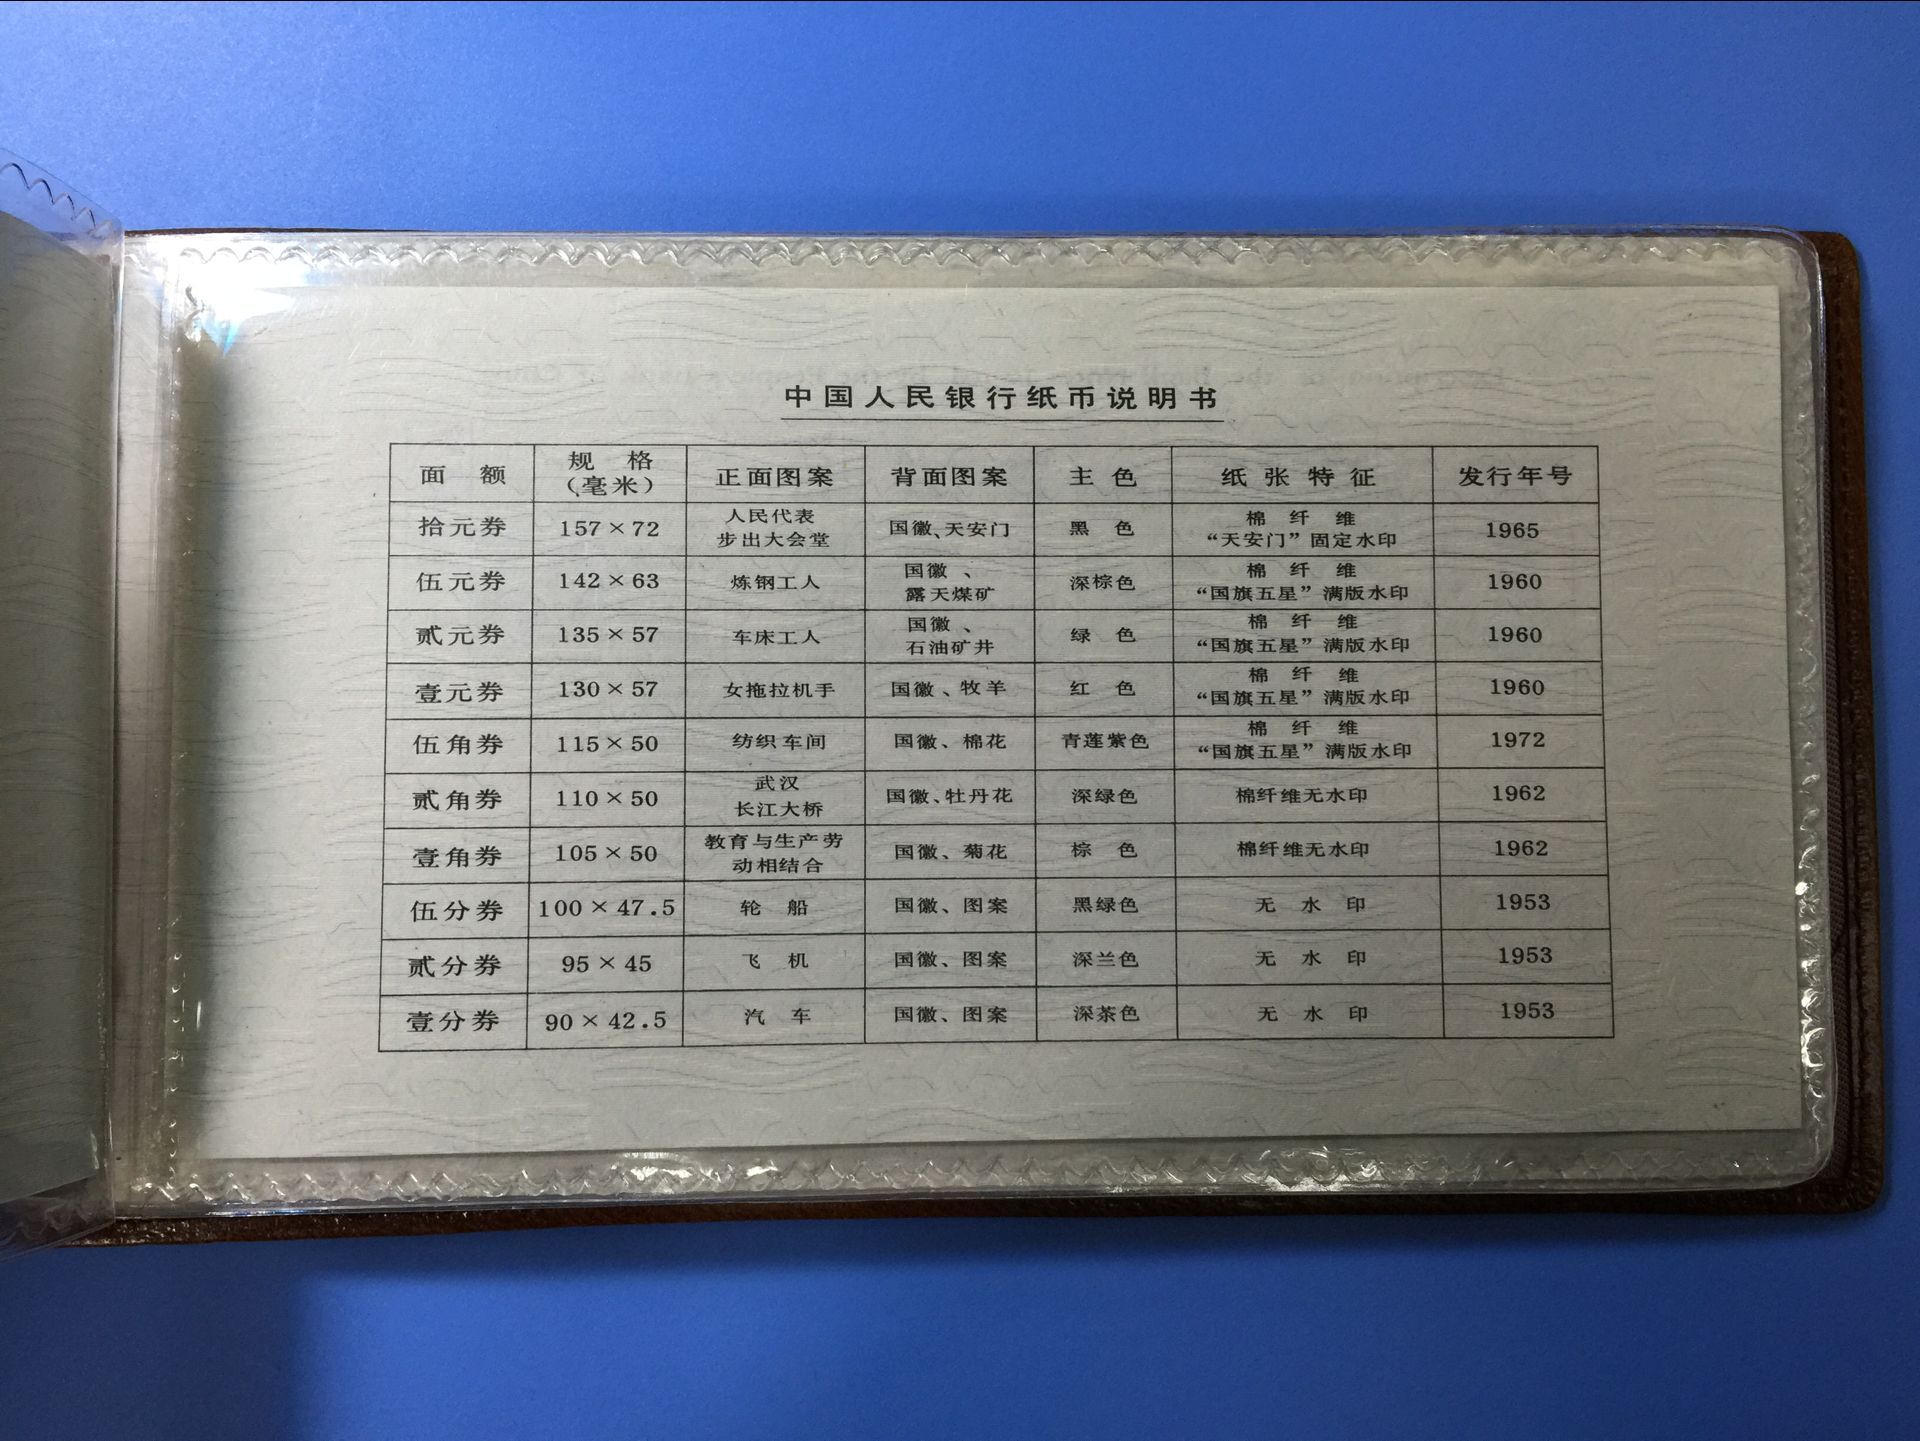 中国人民银行纸币说明书
面 额 规 格（毫米） 正面图案 背面图案 主 色 纸 张 特 征 发行年号
拾元券 157×72 人民代表步出大会堂 国徽、天安门 黑 色 棉 纤 维“天安门”固定水印 1965
伍元券 142×63 炼钢工人 国徽、露天煤矿 深棕色 棉 纤 维“国旗五星”满版水印 1960
贰元券 135×57 车床工人 国徽、石油矿井 绿 色 棉 纤 维“国旗五星”满版水印 1960
壹元券 130×57 女拖拉机手 国徽、牧羊 红 色 棉 纤 维“国旗五星”满版水印 1960
伍角券 115×50 纺织车间 国徽、棉花 青莲紫色 棉 纤 维“国旗五星”满版水印 1972
贰角券 110×50 武汉长江大桥 国徽、牡丹花 深绿色 棉纤维无水印 1962
壹角券 105×50 教育与生产劳动相结合 国徽、菊花 棕 色 棉纤维无水印 1962
伍分券 100×47.5 轮 船 国徽、图案 黑绿色 无 水 印 1953
贰分券 95×45 飞 机 国徽、图案 深兰色 无 水 印 1953
壹分券 90×42.5 汽 车 国徽、图案 深茶色 无 水 印 1953